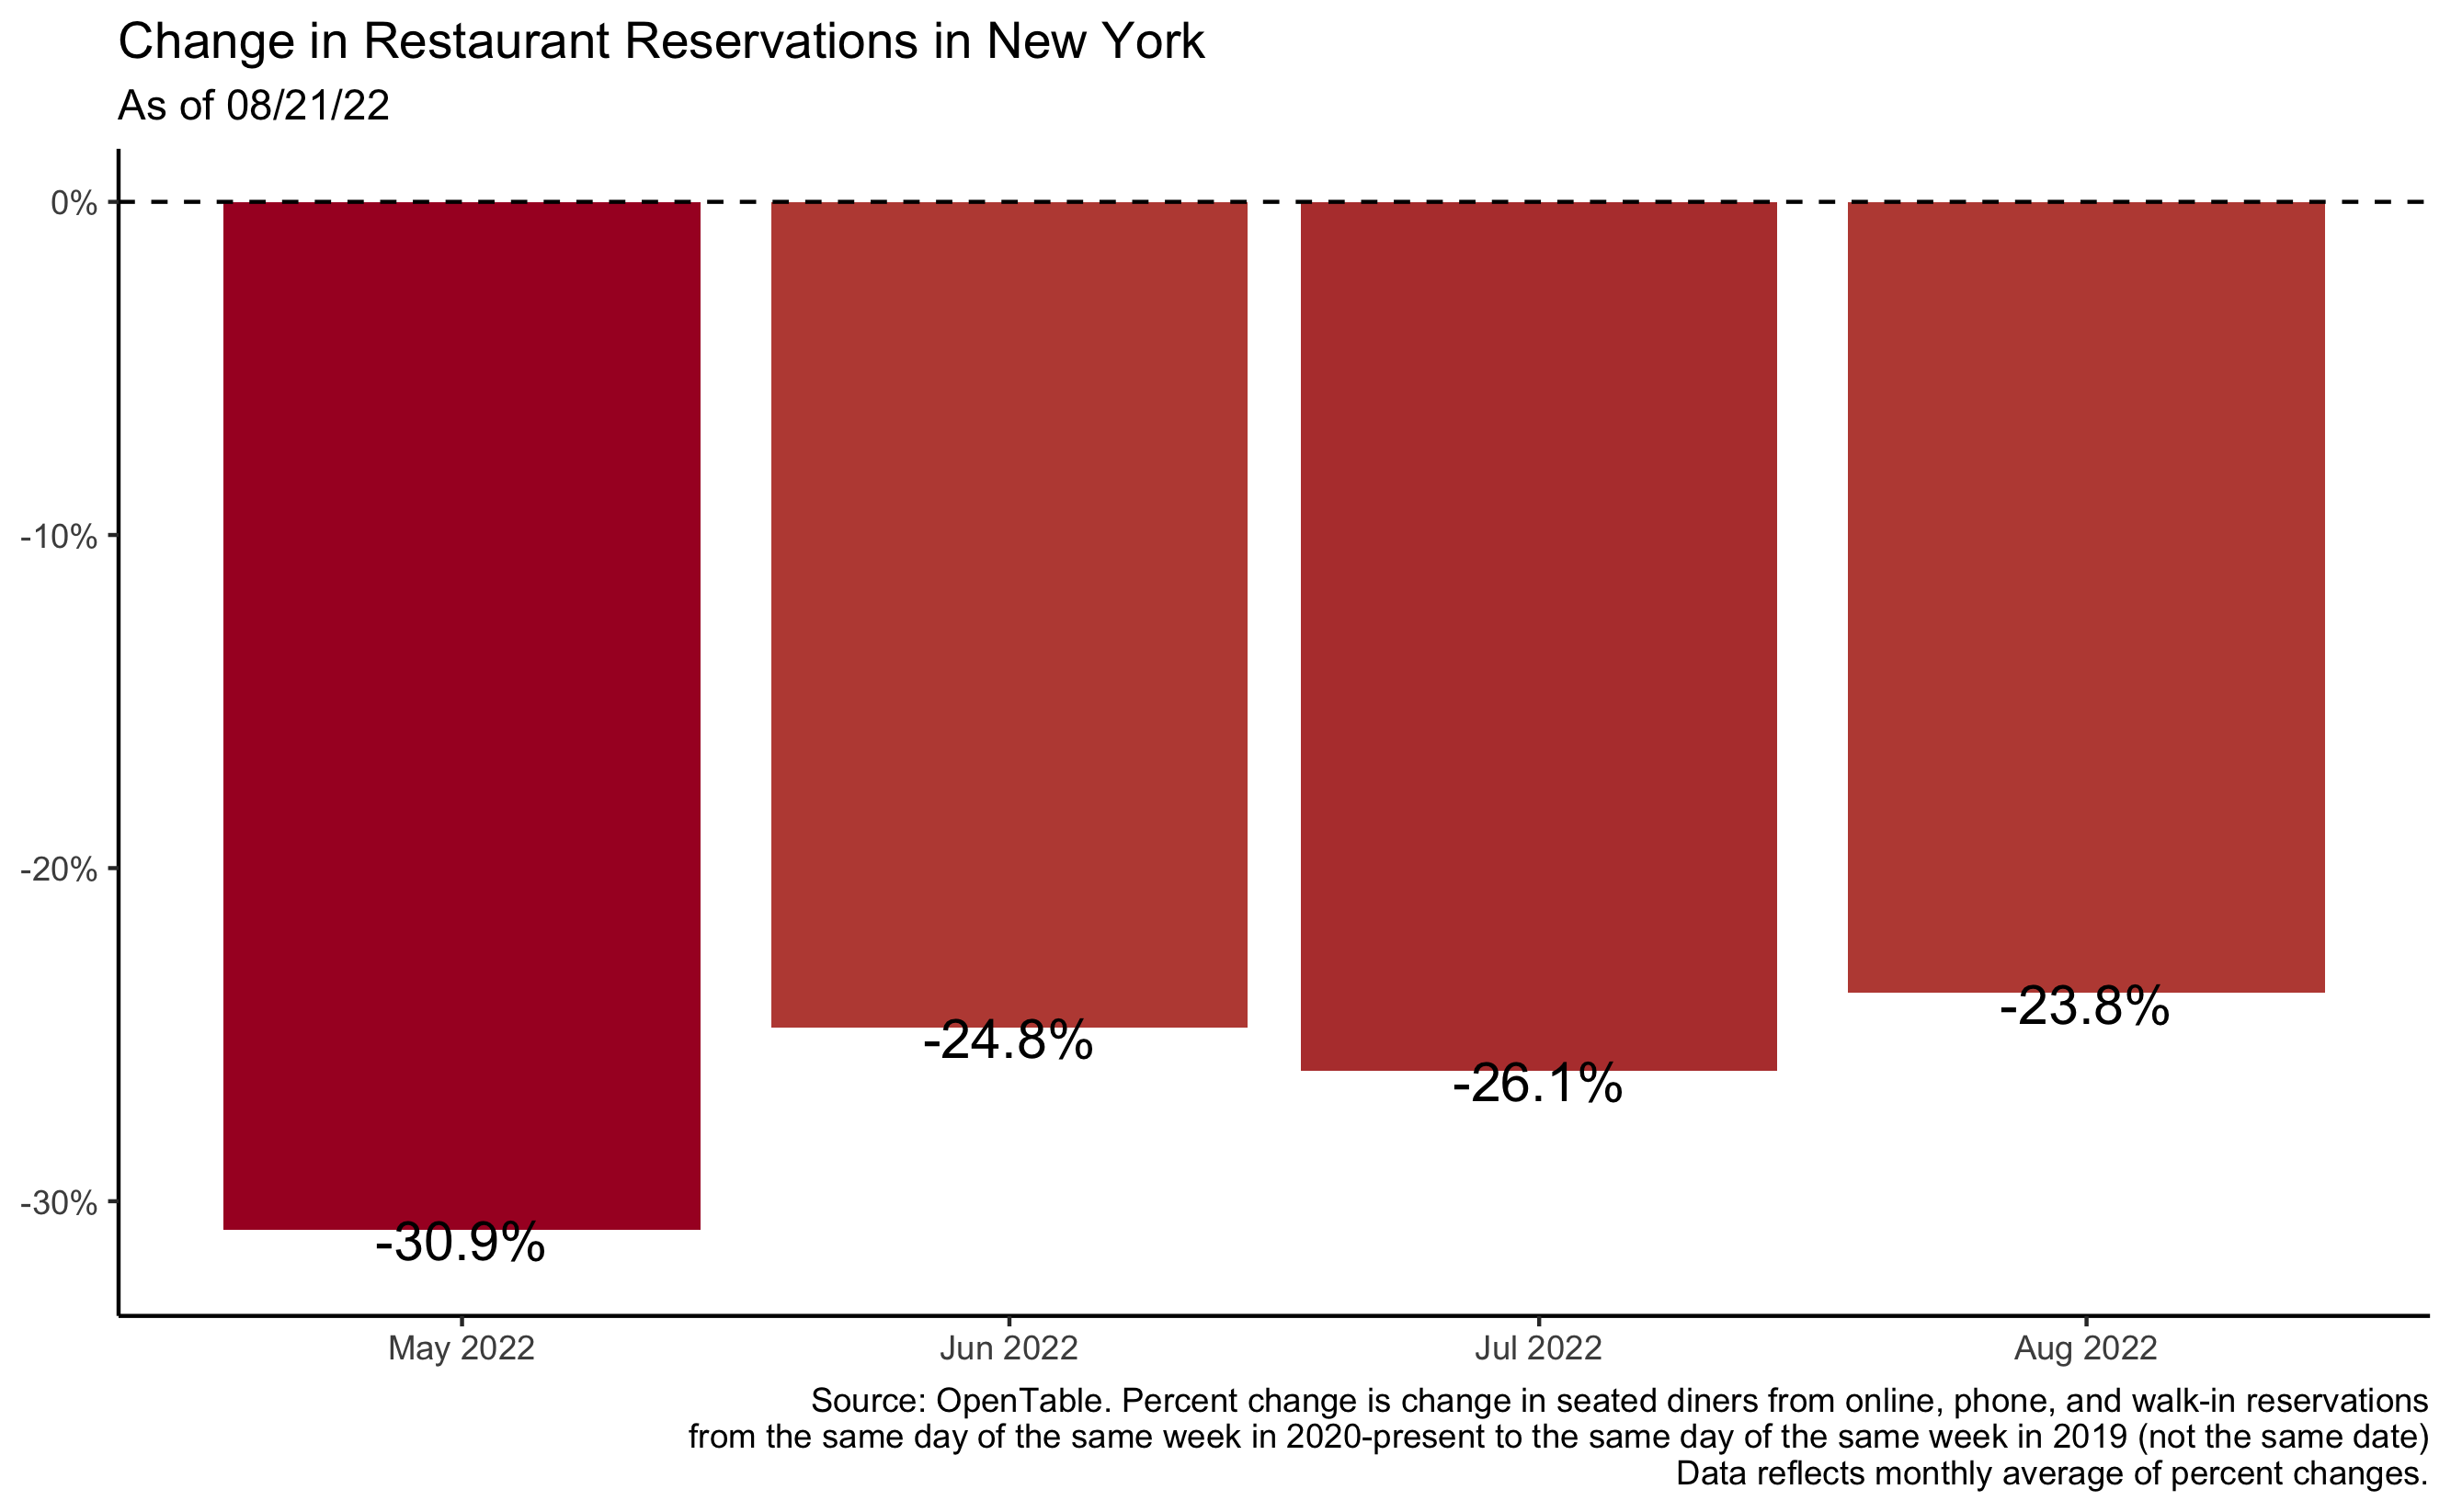 Change in Restaurant Reservations in New York
As of 08/21/22
0%
-10%
-20%
-30%
-30.9%
-24.8%
-26.1%
-23.8%
May 2022
Jun 2022
Jul 2022
Aug 2022
Source: OpenTable. Percent change is change in seated diners from online, phone, and walk-in reservations
from the same day of the same week in 2020-present to the same day of the same week in 2019 (not the same date)
Data reflects monthly average of percent changes.